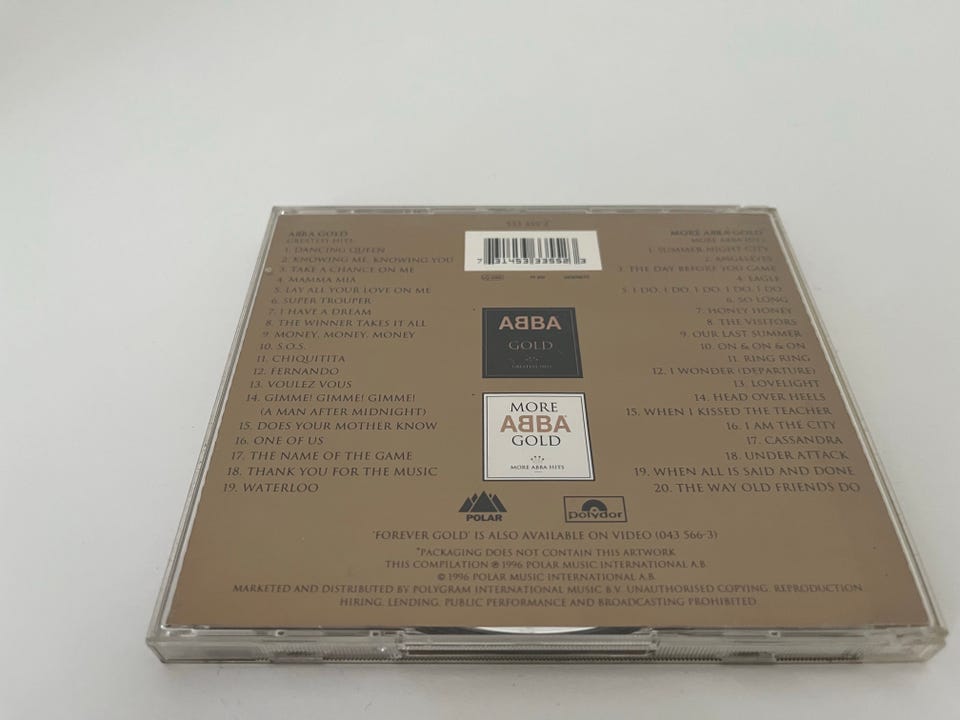 533 355 2
ABBA GOLD
GREATEST HITS
1. DANCING QUEEN
2. KNOWING ME, KNOWING YOU
3. TAKE A CHANCE ON ME
4. MAMMA MIA
5. LAY ALL YOUR LOVE ON ME
6. SUPER TROUPER
7. I HAVE A DREAM
8. THE WINNER TAKES IT ALL
9. MONEY, MONEY, MONEY
10. S.O.S.
11. CHIQUITITA
12. FERNANDO
13. VOULEZ VOUS
14. GIMME! GIMME! GIMME!
(A MAN AFTER MIDNIGHT)
15. DOES YOUR MOTHER KNOW
16. ONE OF US
17. THE NAME OF THE GAME
18. THANK YOU FOR THE MUSIC
19. WATERLOO
7 31453 33552 3
ABBA
GOLD
GREATEST HITS
MORE
ABBA
GOLD
MORE ABBA HITS
MORE ABBA GOLD
MORE ABBA HITS
1. SUMMER NIGHT CITY
2. ANGELEYES
3. THE DAY BEFORE YOU CAME
4. EAGLE
5. I DO, I DO, I DO, I DO, I DO
6. SO LONG
7. HONEY HONEY
8. THE VISITORS
9. OUR LAST SUMMER
10. ON & ON & ON
11. RING RING
12. I WONDER (DEPARTURE)
13. LOVELIGHT
14. HEAD OVER HEELS
15. WHEN I KISSED THE TEACHER
16. I AM THE CITY
17. CASSANDRA
18. UNDER ATTACK
19. WHEN ALL IS SAID AND DONE
20. THE WAY OLD FRIENDS DO
POLAR
polydor
'FOREVER GOLD' IS ALSO AVAILABLE ON VIDEO (043 566-3)
*PACKAGING DOES NOT CONTAIN THIS ARTWORK
THIS COMPILATION ℗ 1996 POLAR MUSIC INTERNATIONAL A.B.
© 1996 POLAR MUSIC INTERNATIONAL A.B.
MARKETED AND DISTRIBUTED BY POLYGRAM INTERNATIONAL MUSIC B.V. UNAUTHORISED COPYING, REPRODUCTION
HIRING, LENDING, PUBLIC PERFORMANCE AND BROADCASTING PROHIBITED